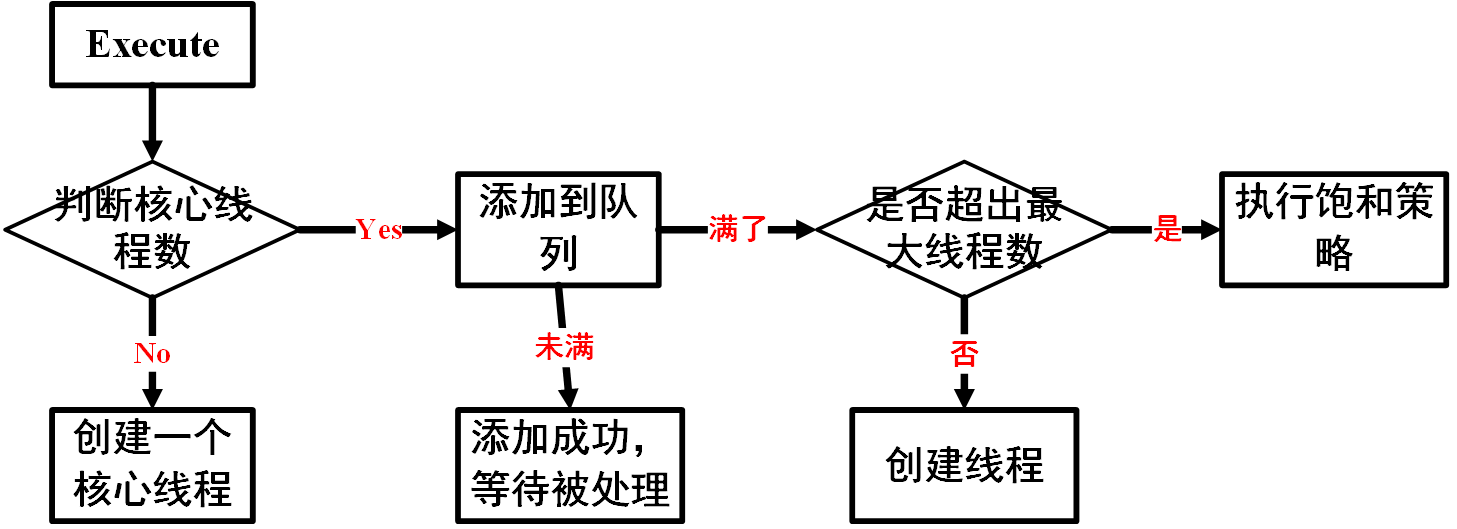 Execute
判断核心线
程数
Yes
添加到队
列
满了
是否超出最
大线程数
是
执行饱和策
略
No
未满
否
创建一个
核心线程
添加成功，
等待被处理
创建线程